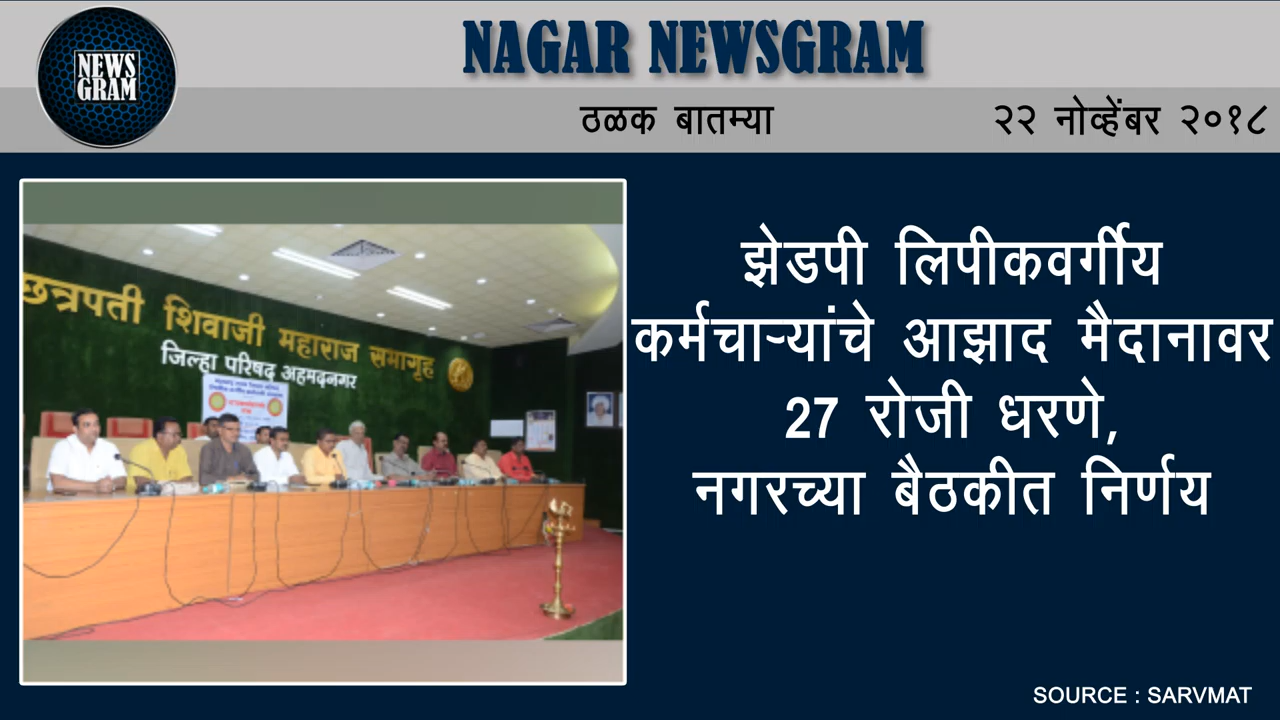 NEWS
GRAM
NAGAR NEWSGRAM
ठळक बातम्या
२२ नोव्हेंबर २०१८
छत्रपती शिवाजी महाराज सभागृह
जिल्हा परिषद अहमदनगर
झेडपी लिपीकवर्गीय
कर्मचाऱ्यांचे आझाद मैदानावर
27 रोजी धरणे,
नगरच्या बैठकीत निर्णय
SOURCE : SARVMAT